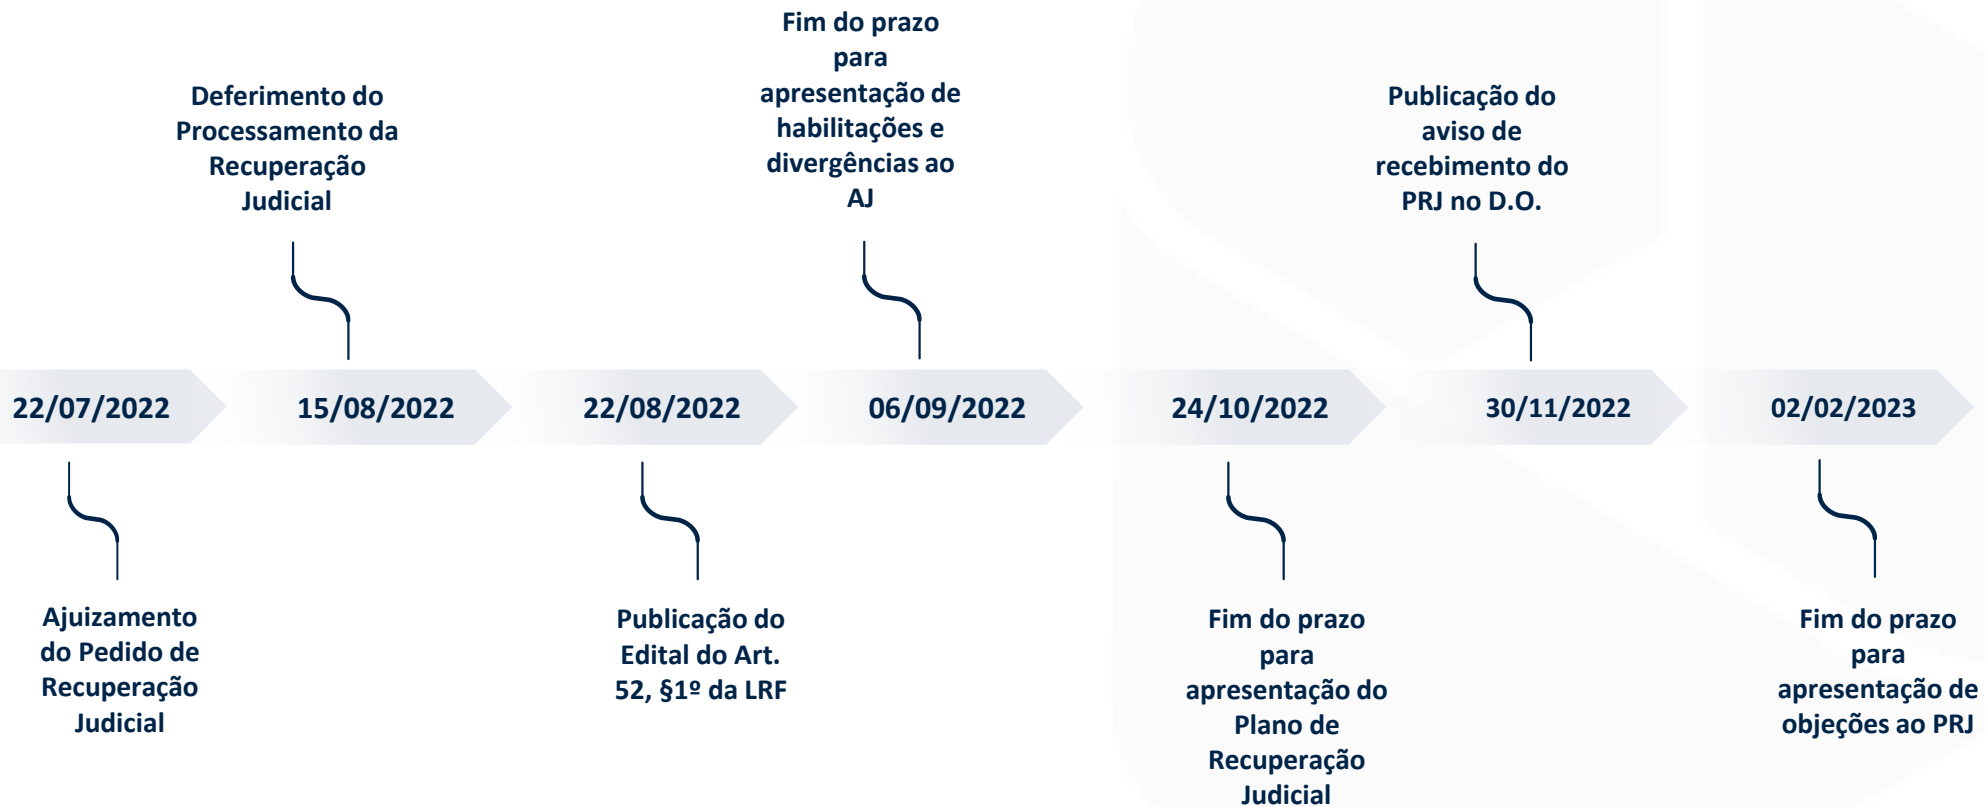 Fim do prazo
para
apresentação de
habilitações e
divergências ao
AJ
Deferimento do
Processamento da
Recuperação
Judicial
Publicação do
aviso de
recebimento do
PRJ no D.O.
22/07/2022
15/08/2022
22/08/2022
06/09/2022
24/10/2022
30/11/2022
02/02/2023
Ajuizamento
do Pedido de
Recuperação
Judicial
Publicação do
Edital do Art.
52, §1º da LRF
Fim do prazo
para
apresentação do
Plano de
Recuperação
Judicial
Fim do prazo
para
apresentação de
objeções ao PRJ